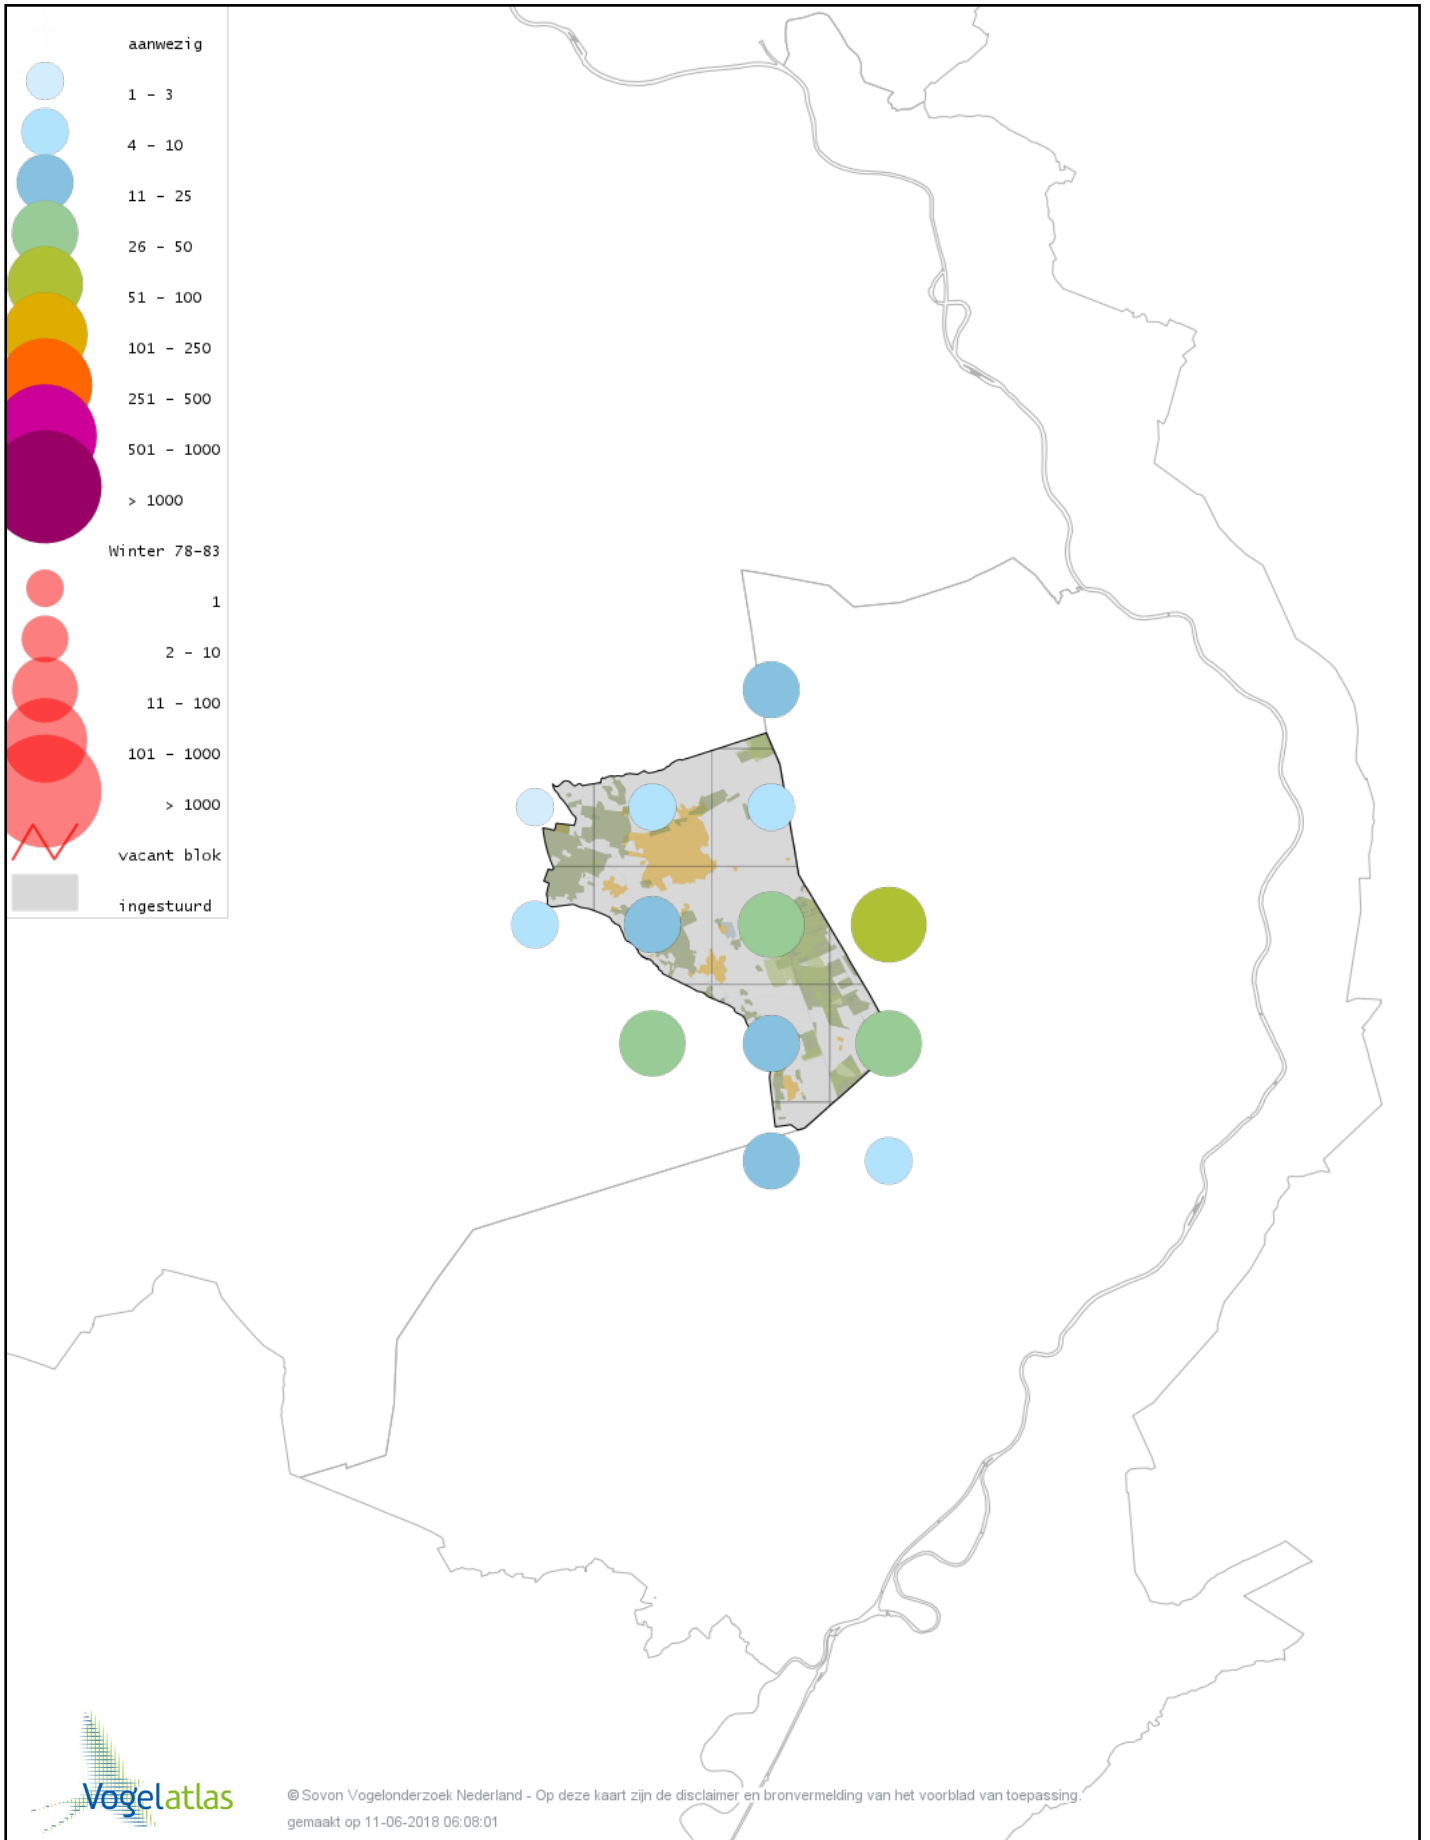 aanwezig
1 - 3
4 - 10
11 - 25
26 - 50
51 - 100
101 - 250
251 - 500
501 - 1000
> 1000
Winter 78-83
1
2 - 10
11 - 100
101 - 1000
> 1000
vacant blok
ingestuurd
Vogelatlas
© Sovon Vogelonderzoek Nederland - Op deze kaart zijn de disclaimer en bronvermelding van het voorblad van toepassing.
gemaakt op 11-06-2018 06:08:01